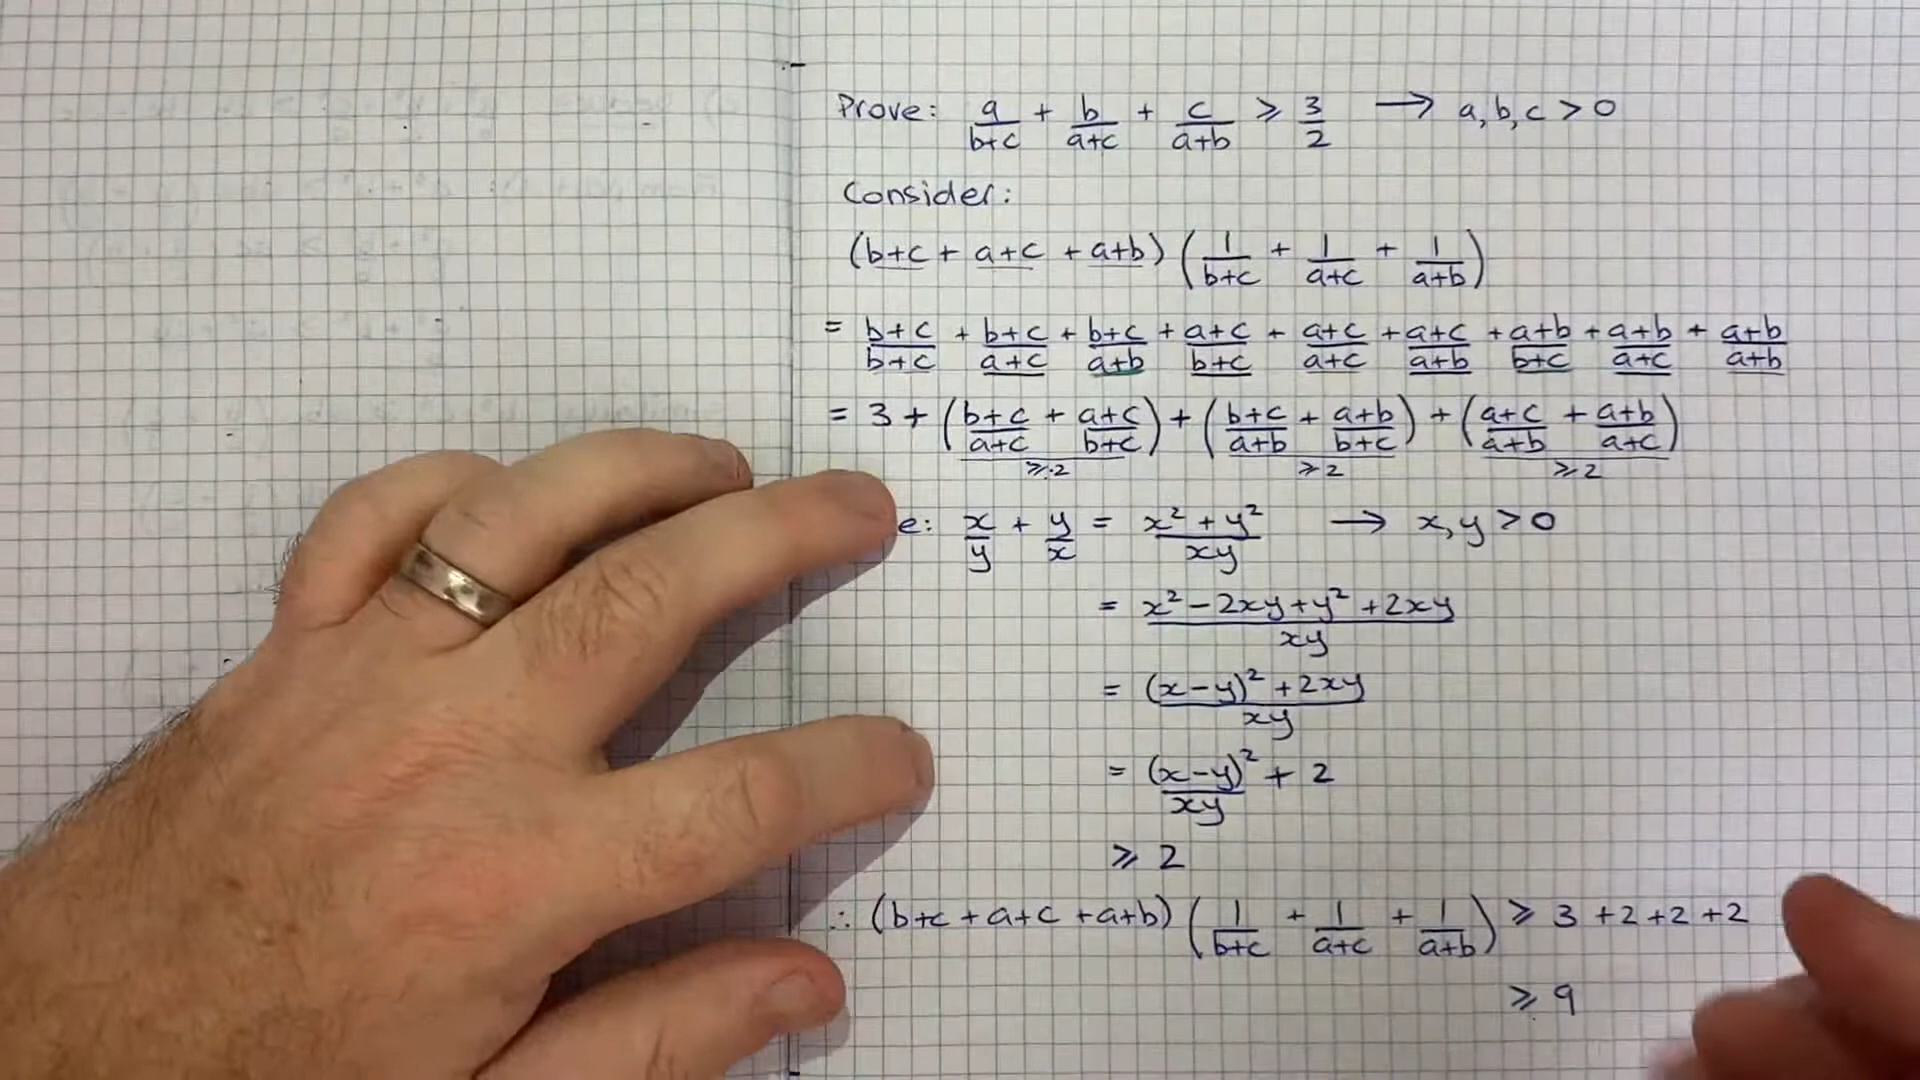 Prove: a/(b+c) + b/(a+c) + c/(a+b) ⩾ 3/2 → a, b, c > 0
Consider:
(b+c + a+c + a+b) (1/(b+c) + 1/(a+c) + 1/(a+b))
= (b+c)/(b+c) + (b+c)/(a+c) + (b+c)/(a+b) + (a+c)/(b+c) + (a+c)/(a+c) + (a+c)/(a+b) + (a+b)/(b+c) + (a+b)/(a+c) + (a+b)/(a+b)
= 3 + ((b+c)/(a+c) + (a+c)/(b+c)) + ((b+c)/(a+b) + (a+b)/(b+c)) + ((a+c)/(a+b) + (a+b)/(a+c))
⩾ 2 ⩾ 2 ⩾ 2
e: x/y + y/x = (x² + y²)/xy → x, y > 0
= (x² − 2xy + y² + 2xy)/xy
= ((x−y)² + 2xy)/xy
= (x−y)²/xy + 2
⩾ 2
∴ (b+c + a+c + a+b) (1/(b+c) + 1/(a+c) + 1/(a+b)) ⩾ 3 + 2 + 2 + 2
⩾ 9